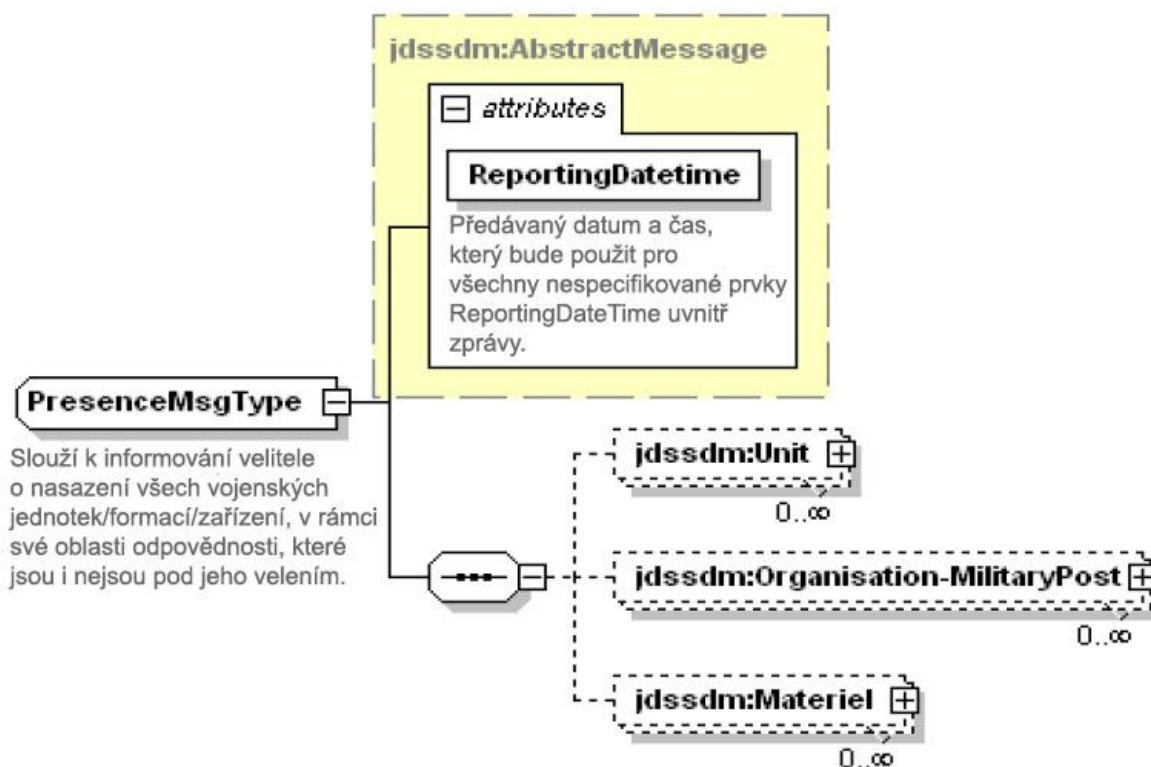 jdssdm:AbstractMessage
attributes
ReportingDatetime
Předávaný datum a čas,
který bude použit pro
všechny nespecifikované prvky
ReportingDateTime uvnitř
zprávy.
PresenceMsgType
Slouží k informování velitele
o nasazení všech vojenských
jednotek/formací/zařízení, v rámci
své oblasti odpovědnosti, které
jsou i nejsou pod jeho velením.
jdssdm:Unit
0..∞
jdssdm:Organisation-MilitaryPost
0..∞
jdssdm:Materiel
0..∞